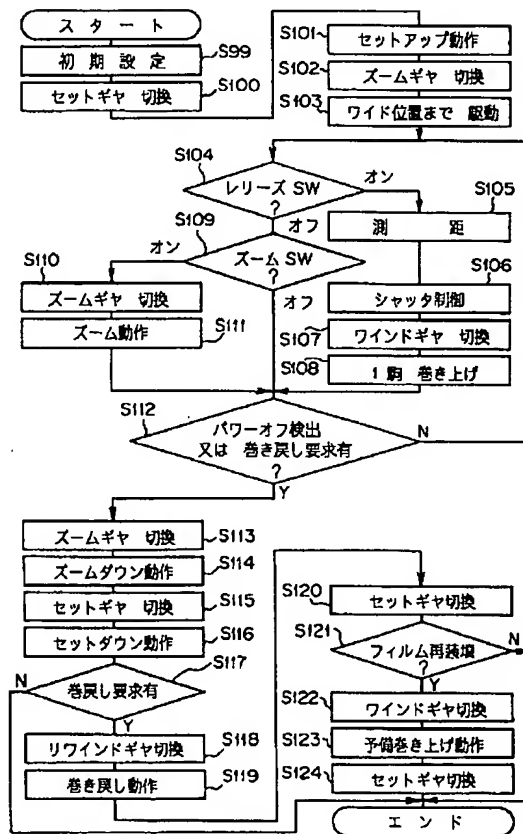 スタート
初期設定
S99
セットギヤ 切換
S100
S101
セットアップ動作
S102
ズームギヤ 切換
S103
ワイド位置まで 駆動
S104
レリーズ SW
?
オン
オフ
S105
測距
S106
シャッタ制御
S107
ワインドギヤ 切換
S108
1駒 巻き上げ
S109
ズーム SW
?
オン
オフ
S110
ズームギヤ 切換
ズーム動作
S111
S112
パワーオフ検出
又は 巻き戻し要求有
?
N
Y
ズームギヤ 切換
S113
ズームダウン動作
S114
セットギヤ 切換
S115
セットダウン動作
S116
S117
N
巻戻し要求有
?
Y
リワインドギヤ切換
S118
巻き戻し動作
S119
S120
セットギヤ切換
S121
フィルム再装填
?
N
Y
S122
ワインドギヤ切換
S123
予備巻き上げ動作
S124
セットギヤ切換
エンド